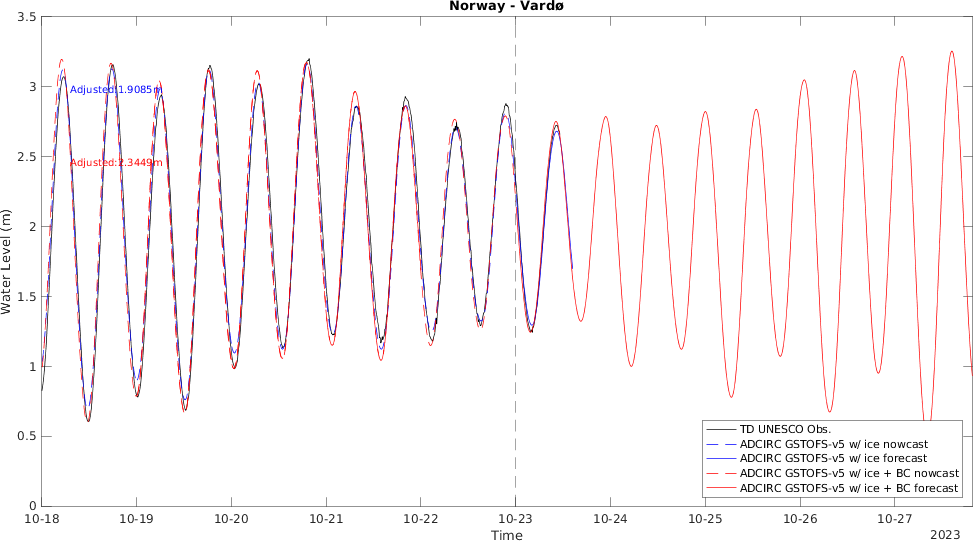 Norway - Vardø
3.5
3
2.5
2
1.5
1
0.5
0
Water Level (m)
Adjusted:1.9085m
Adjusted:2.3449m
TD UNESCO Obs.
ADCIRC GSTOFS-v5 w/ ice nowcast
ADCIRC GSTOFS-v5 w/ ice forecast
ADCIRC GSTOFS-v5 w/ ice + BC nowcast
ADCIRC GSTOFS-v5 w/ ice + BC forecast
10-18 10-19 10-20 10-21 10-22 10-23 10-24 10-25 10-26 10-27
Time
2023